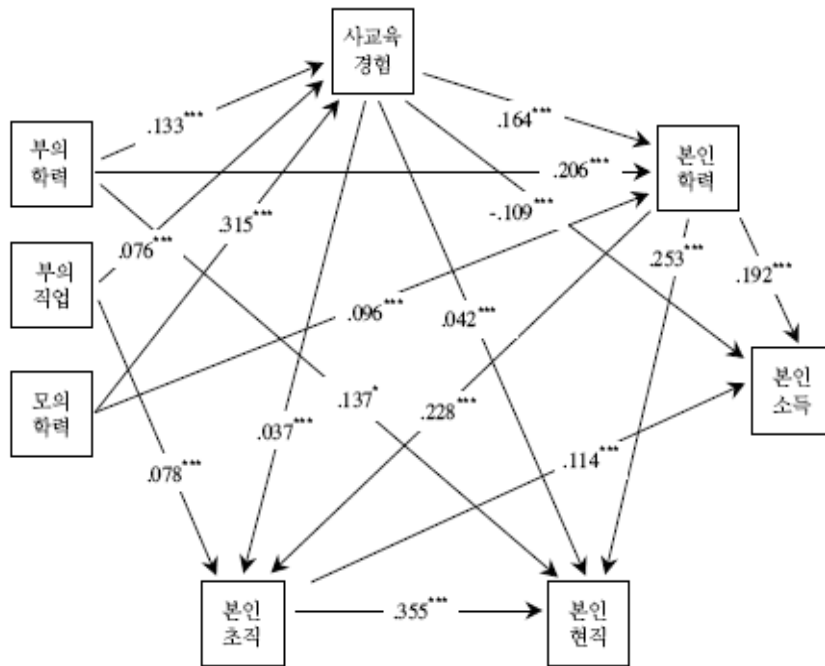 사교육
경험
.133***
.164***
부의
학력
본인
학력
.206***
-.109***
.315***
.076***
부의
직업
.253***
.192***
.096***
.042***
본인
소득
모의
학력
.137*
.228***
.037***
.114***
.078***
본인
초직
.355***
본인
현직